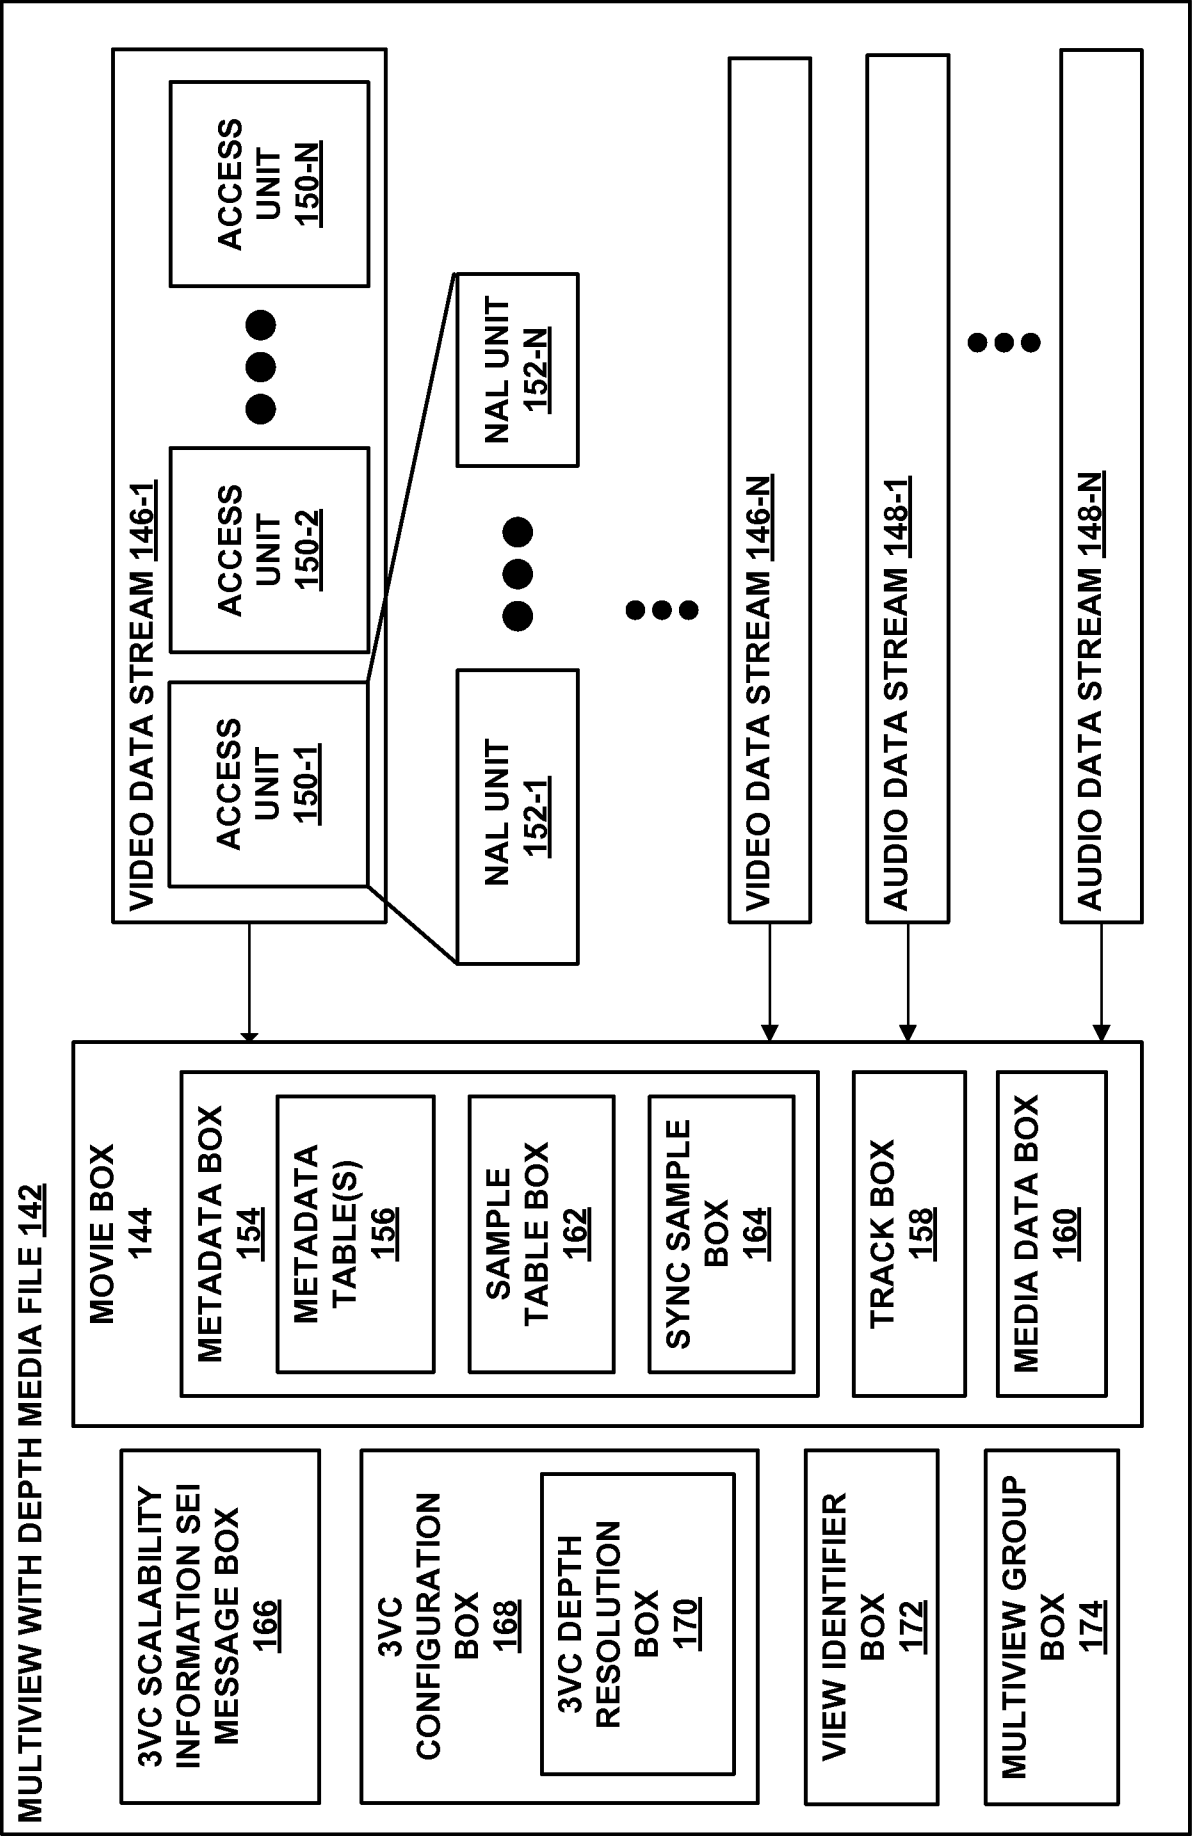 MULTIVIEW WITH DEPTH MEDIA FILE 142
3VC SCALABILITY
INFORMATION SEI
MESSAGE BOX
166
3VC
CONFIGURATION
BOX
168
3VC DEPTH
RESOLUTION
BOX
170
VIEW IDENTIFIER
BOX
172
MULTIVIEW GROUP
BOX
174
MOVIE BOX
144
METADATA BOX
154
METADATA
TABLE(S)
156
SAMPLE
TABLE BOX
162
SYNC SAMPLE
BOX
164
TRACK BOX
158
MEDIA DATA BOX
160
VIDEO DATA STREAM 146-1
ACCESS
UNIT
150-1
ACCESS
UNIT
150-2
ACCESS
UNIT
150-N
NAL UNIT
152-1
NAL UNIT
152-N
VIDEO DATA STREAM 146-N
AUDIO DATA STREAM 148-1
AUDIO DATA STREAM 148-N